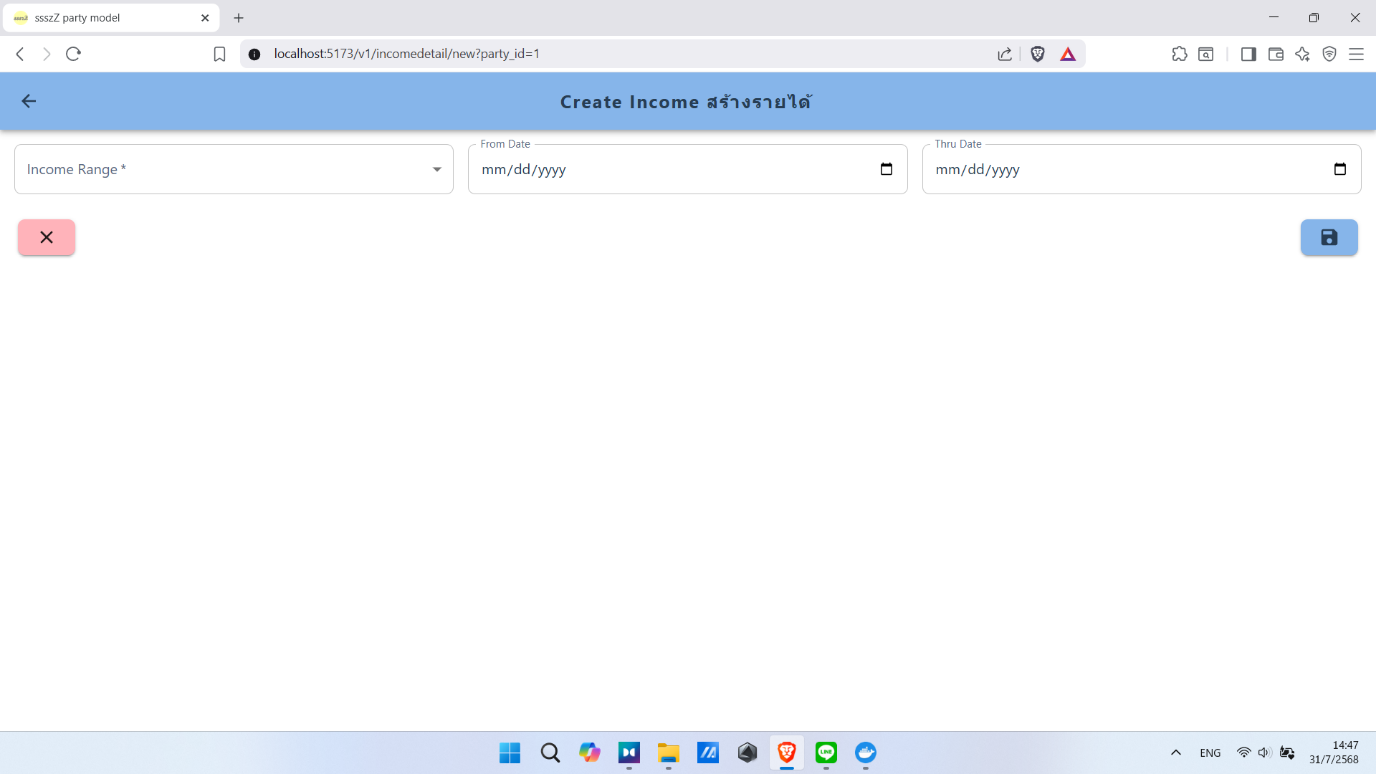 ssszZ party model
localhost:5173/v1/incomedetail/new?party_id=1
Create Income สร้างรายได้
Income Range *
From Date
mm/dd/yyyy
Thru Date
mm/dd/yyyy
LINE
ENG
14:47
31/7/2568